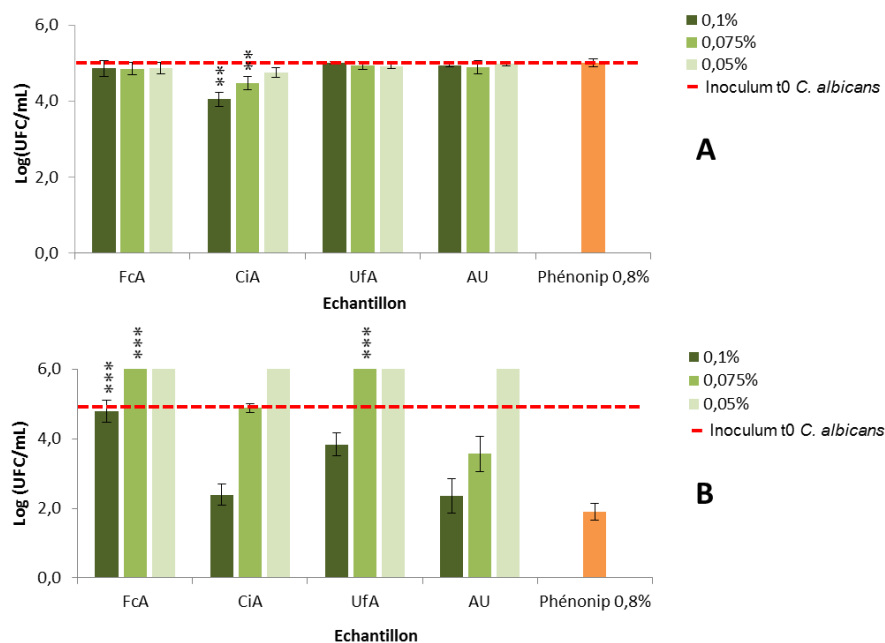 6,0
4,0
2,0
0,0
Log(UFC/mL)
**
**
FcA CiA UfA AU Phénonip 0,8%
Echantillon
0,1%
0,075%
0,05%
Inoculum t0 C. albicans
A
6,0
4,0
2,0
0,0
Log (UFC/mL)
***
***
***
FcA CiA UfA AU Phénonip 0,8%
Echantillon
0,1%
0,075%
0,05%
Inoculum t0 C. albicans
B